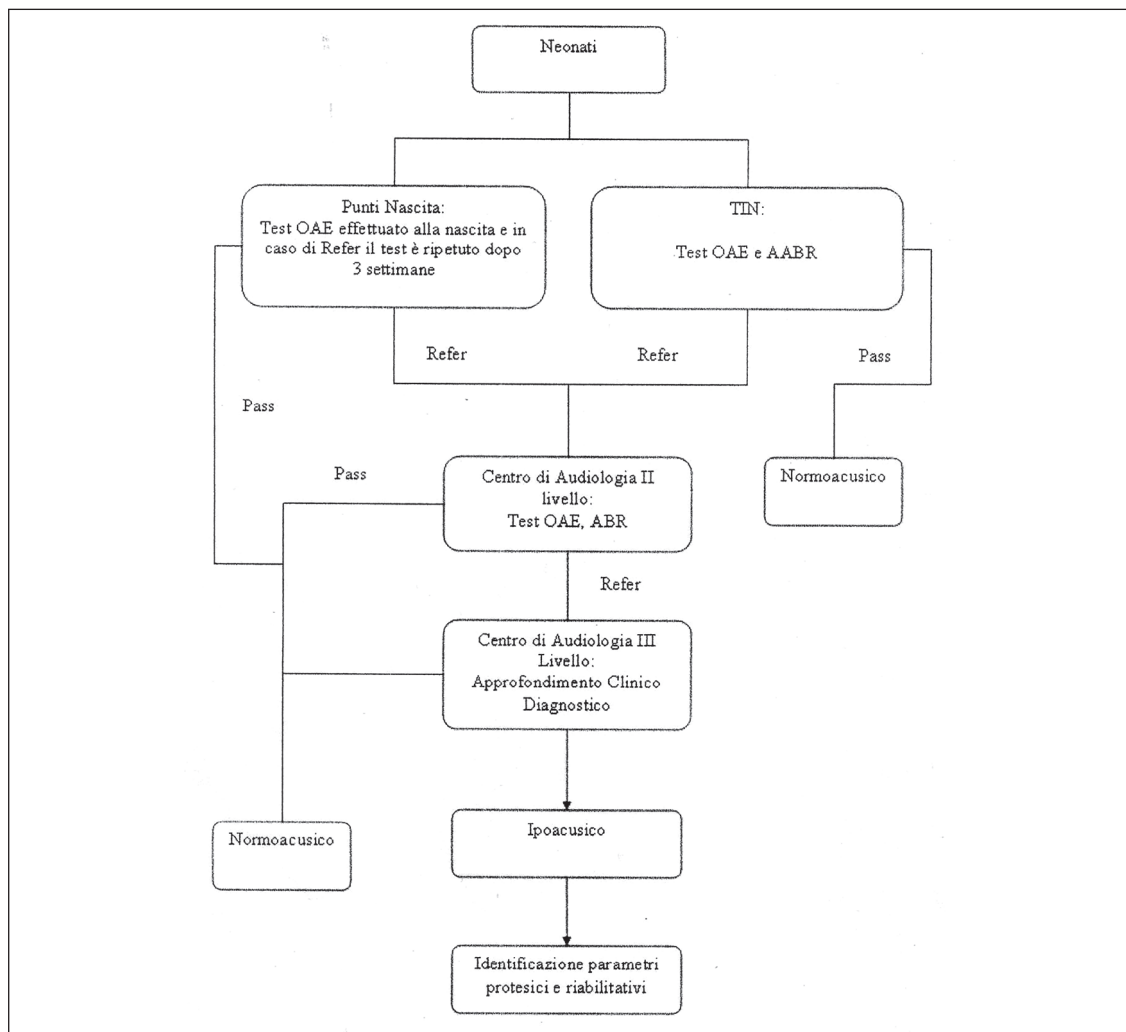 Neonati
Punti Nascita:
Test OAE effettuato alla nascita e in
caso di Refer il test è ripetuto dopo
3 settimane
TIN:
Test OAE e AABR
Refer
Refer
Pass
Pass
Pass
Centro di Audiologia II
livello:
Test OAE, ABR
Normoacusico
Refer
Centro di Audiologia III
Livello:
Approfondimento Clinico
Diagnostico
Normoacusico
Ipoacusico
Identificazione parametri
protesici e riabilitativi